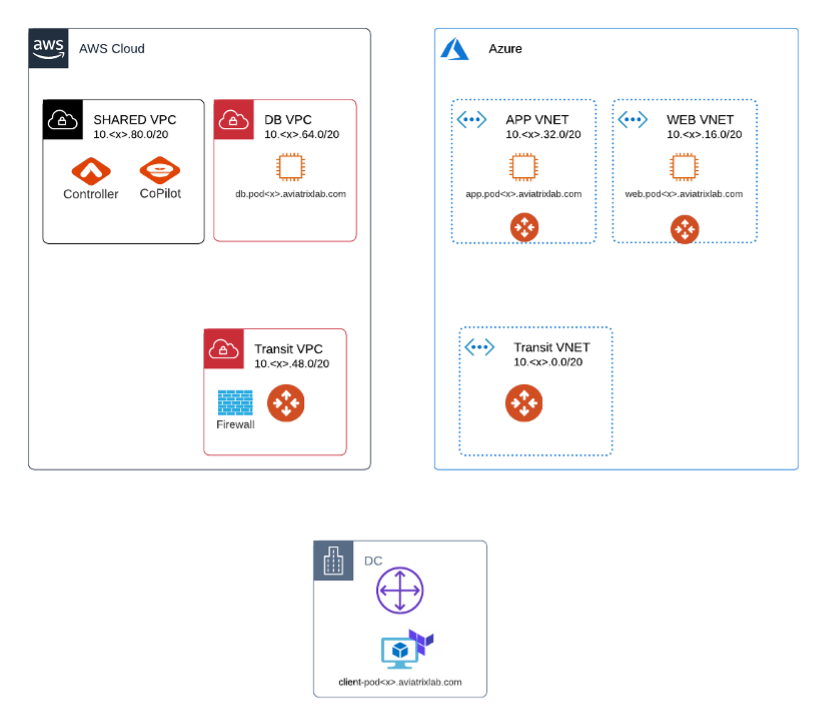 aws
AWS Cloud
Azure
SHARED VPC
10.<x>.80.0/20
Controller
CoPilot
DB VPC
10.<x>.64.0/20
db.pod<x>.aviatrixlab.com
APP VNET
10.<x>.32.0/20
app.pod<x>.aviatrixlab.com
WEB VNET
10.<x>.16.0/20
web.pod<x>.aviatrixlab.com
Transit VPC
10.<x>.48.0/20
Firewall
Transit VNET
10.<x>.0.0/20
DC
client-pod<x>.aviatrixlab.com